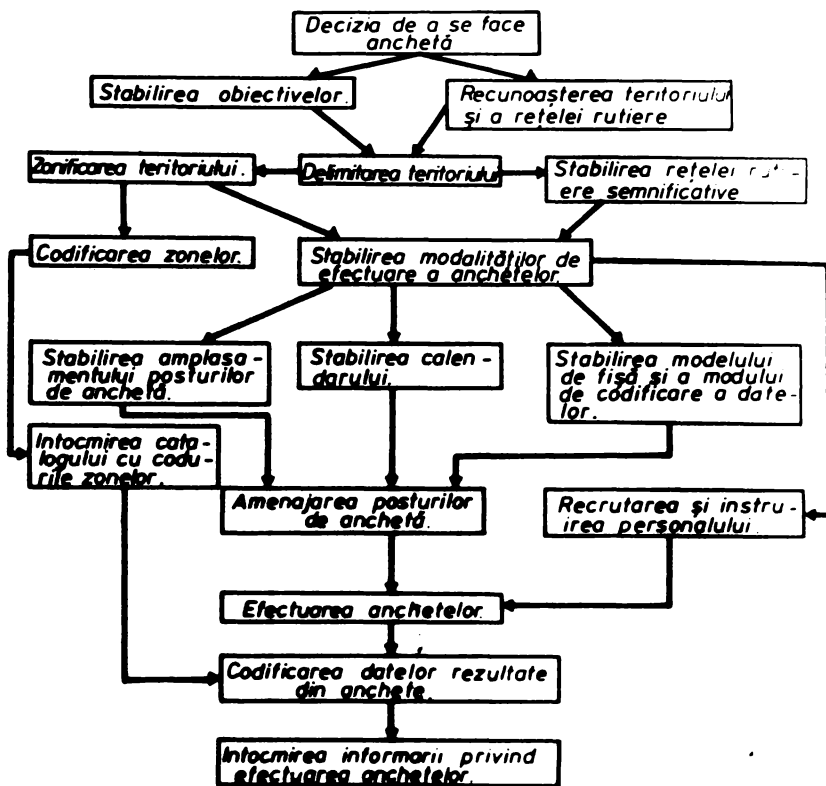 Decizia de a se face
anchetă
Stabilirea obiectivelor.
Recunoașterea teritoriului
și a rețelei rutiere
Zonificarea teritoriului.
Delimitarea teritoriului
Stabilirea rețelei rut-
ere semnificative
Codificarea zonelor.
Stabilirea modalităților de
efectuare a anchetelor.
Stabilirea amplasa-
mentului posturilor
de anchetă.
Stabilirea calen-
darului.
Stabilirea modelului
de fișă și a modului
de codificare a date-
lor.
Intocmirea cata-
logului cu codu-
rile zonelor.
Amenajarea posturilor
de anchetă.
Recrutarea și instru-
irea personalului.
Efectuarea anchetelor.
Codificarea datelor rezultate
din anchete.
Intocmirea informarii privind
efectuarea anchetelor.